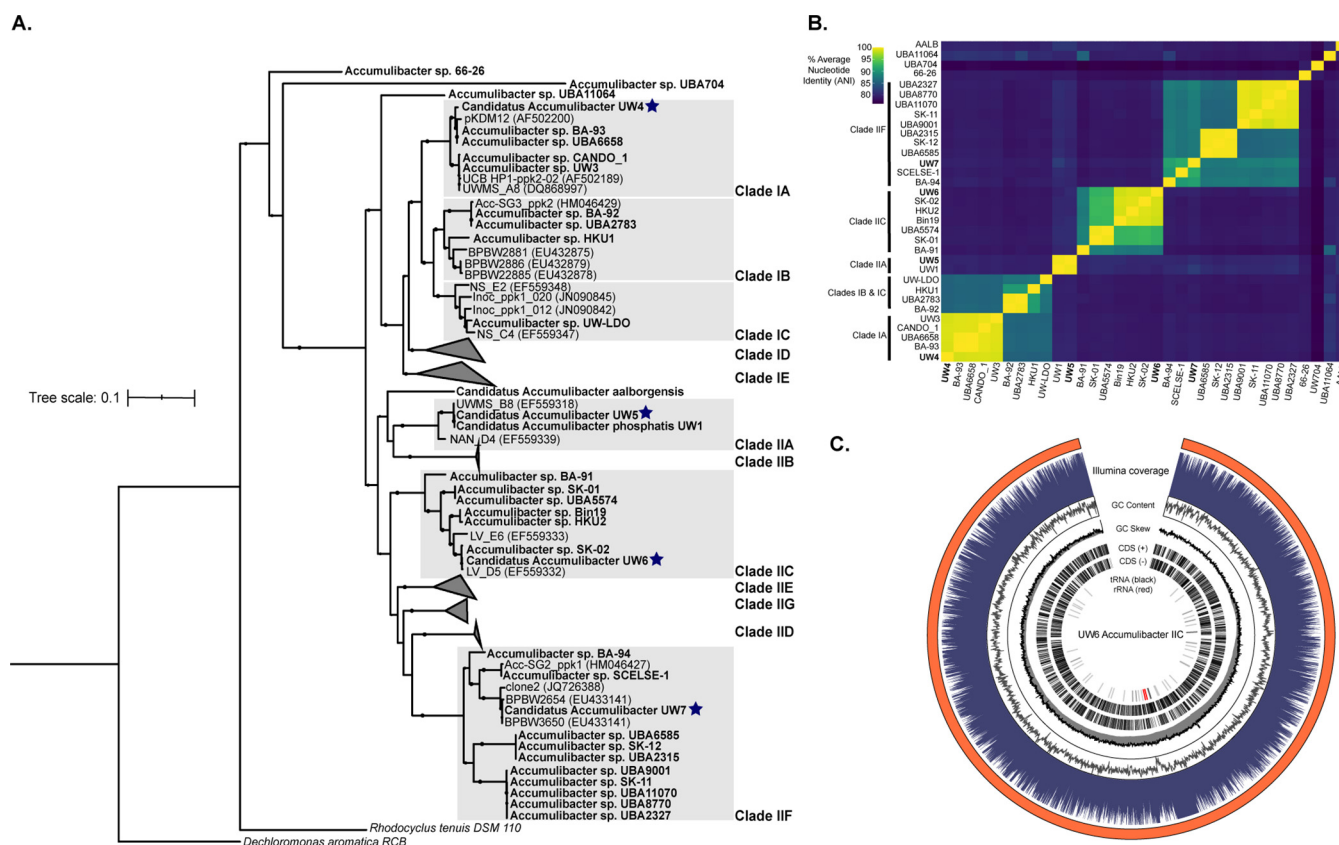 A.
Accumulibacter sp. 66-26
Accumulibacter sp. UBA704
Accumulibacter sp. UBA11064
Candidatus Accumulibacter UW4
pKDM12 (AF502200)
Accumulibacter sp. BA-93
Accumulibacter sp. UBA6658
Accumulibacter sp. CANDO_1
Accumulibacter sp. UW3
UCB HP1-ppk2-02 (AF502189)
UWMS_A8 (DQ868997)
Clade IA
Acc-SG3_ppk2 (HM046429)
Accumulibacter sp. BA-92
Accumulibacter sp. UBA2783
Accumulibacter sp. HKU1
BPBW2881 (EU432875)
BPBW2886 (EU432879)
BPBW22885 (EU432878)
Clade IB
NS_E2 (EF559348)
Inoc_ppk1_020 (JN090845)
Inoc_ppk1_012 (JN090842)
Accumulibacter sp. UW-LDO
NS_C4 (EF559347)
Clade IC
Clade ID
Clade IE
Tree scale: 0.1
Candidatus Accumulibacter aalborgensis
UWMS_B8 (EF559318)
Candidatus Accumulibacter UW5
Candidatus Accumulibacter phosphatis UW1
NAN_D4 (EF559339)
Clade IIA
Clade IIB
Accumulibacter sp. BA-91
Accumulibacter sp. SK-01
Accumulibacter sp. UBA5574
Accumulibacter sp. Bin19
Accumulibacter sp. HKU2
LV_E6 (EF559333)
Accumulibacter sp. SK-02
Candidatus Accumulibacter UW6
LV_D5 (EF559332)
Clade IIC
Clade IIE
Clade IIG
Clade IID
Accumulibacter sp. BA-94
Acc-SG2_ppk1 (HM046427)
Accumulibacter sp. SCELSE-1
clone2 (JQ726388)
BPBW2654 (EU433141)
Candidatus Accumulibacter UW7
BPBW3650 (EU433141)
Accumulibacter sp. UBA6585
Accumulibacter sp. SK-12
Accumulibacter sp. UBA2315
Accumulibacter sp. UBA9001
Accumulibacter sp. SK-11
Accumulibacter sp. UBA11070
Accumulibacter sp. UBA8770
Accumulibacter sp. UBA2327
Clade IIF
Rhodocyclus tenuis DSM 110
Dechloromonas aromatica RCB
B.
% Average
Nucleotide
Identity (ANI)
100
95
90
85
80
AALB
UBA11064
UBA704
66-26
UBA2327
UBA8770
UBA11070
SK-11
UBA9001
UBA2315
SK-12
UBA6585
UW7
SCELSE-1
BA-94
UW6
SK-02
HKU2
Bin19
UBA5574
SK-01
BA-91
UW5
UW1
UW-LDO
HKU1
UBA2783
BA-92
UW3
CANDO_1
UBA6658
BA-93
UW4
Clade IIF
Clade IIC
Clade IIA
Clades IB & IC
Clade IA
UW4
BA-93
UBA6658
CANDO_1
UW3
BA-92
UBA2783
HKU1
UW-LDO
UW1
UW5
BA-91
SK-01
UBA5574
Bin19
HKU2
SK-02
UW6
BA-94
SCELSE-1
UW7
UBA6585
SK-12
UBA2315
UBA9001
SK-11
UBA11070
UBA8770
UBA2327
66-26
UW704
UBA11064
C.
Illumina coverage
GC Content
GC Skew
CDS (+)
CDS (-)
tRNA (black)
rRNA (red)
UW6 Accumulibacter IIC